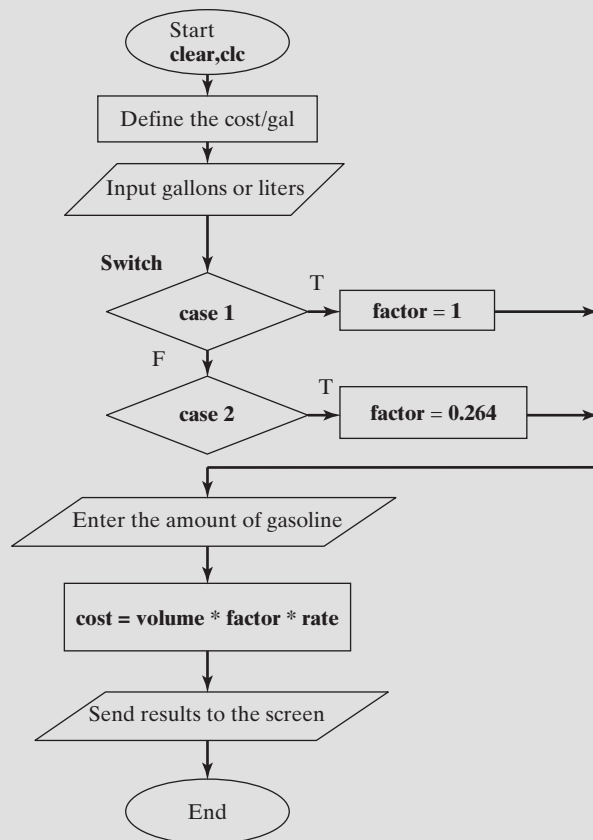 Start
clear,clc
Define the cost/gal
Input gallons or liters
Switch
case 1
T
factor = 1
F
case 2
T
factor = 0.264
Enter the amount of gasoline
cost = volume * factor * rate
Send results to the screen
End